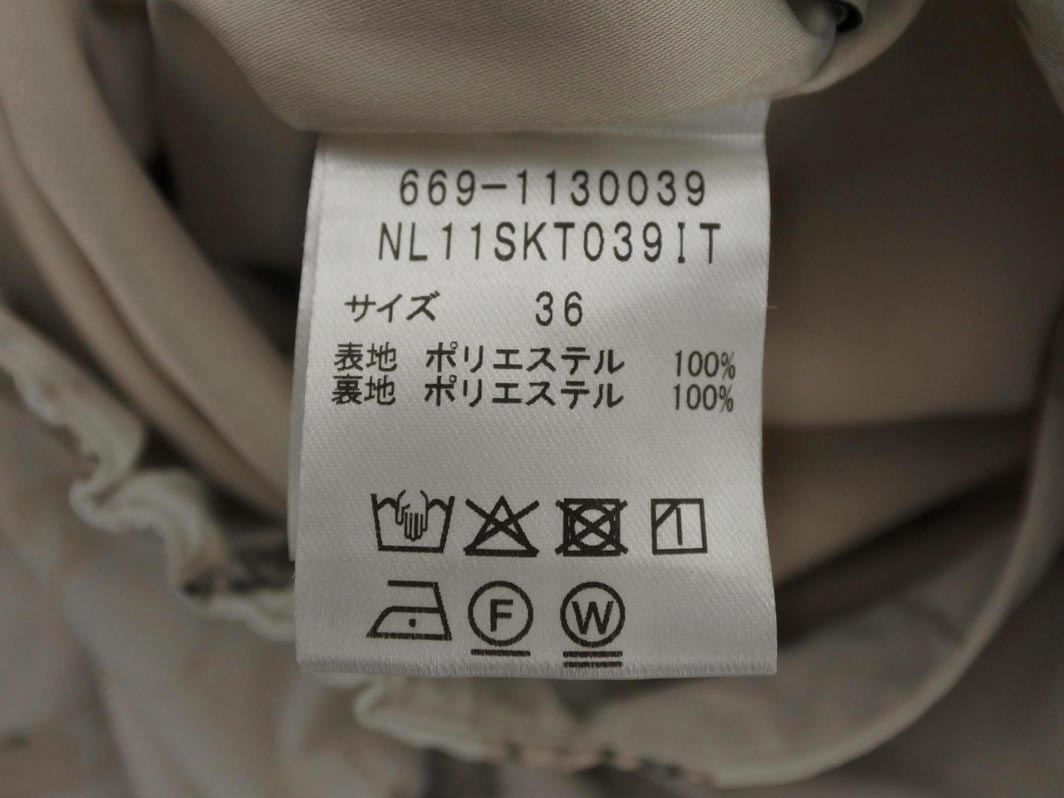 669-1130039
NL11SKT039IT
サイズ 36
表地 ポリエステル 100%
裏地 ポリエステル 100%
F W